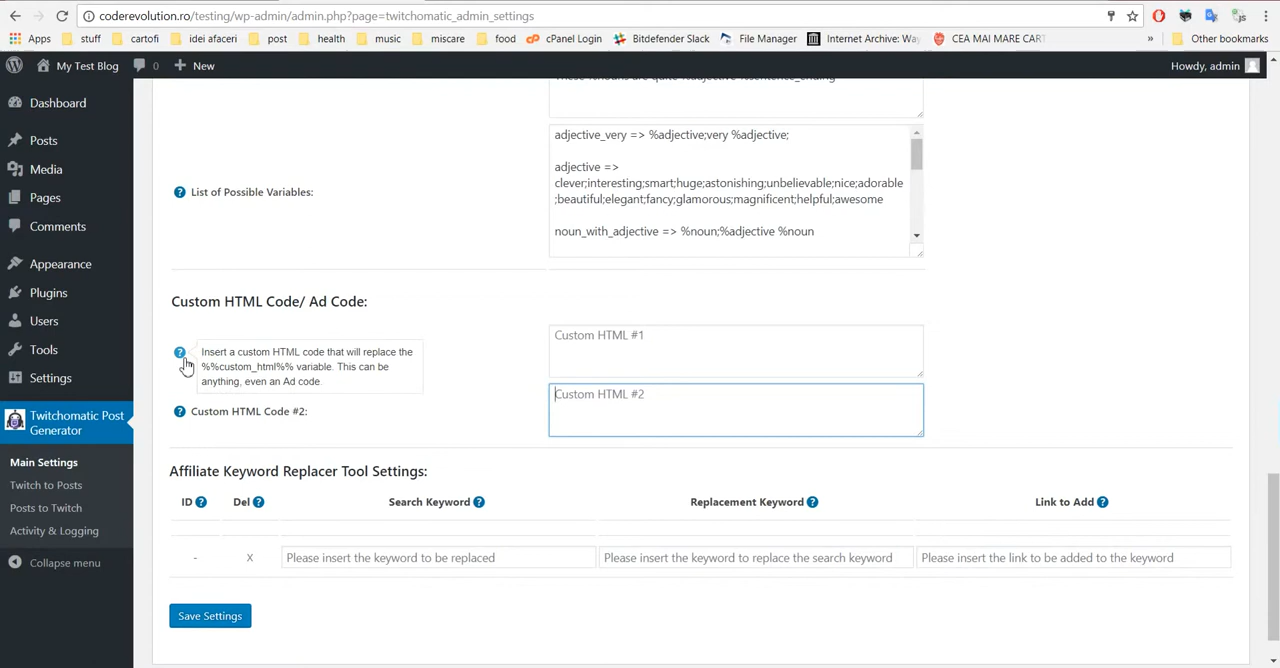 coderevolution.ro/testing/wp-admin/admin.php?page=twitchomatic_admin_settings
Apps stuff cartofi idei afaceri post health music miscare food cPanel Login Bitdefender Slack File Manager Internet Archive: Way CEA MAI MARE CART » Other bookmarks
My Test Blog 0 New Howdy, admin
Dashboard
Posts
Media
Pages
Comments
Appearance
Plugins
Users
Tools
Settings
Twitchomatic Post
Generator
Main Settings
Twitch to Posts
Posts to Twitch
Activity & Logging
Collapse menu
These %nouns are quite %adjective %sentence_ending
List of Possible Variables:
adjective_very => %adjective;very %adjective;
adjective =>
clever;interesting;smart;huge;astonishing;unbelievable;nice;adorable
;beautiful;elegant;fancy;glamorous;magnificent;helpful;awesome
noun_with_adjective => %noun;%adjective %noun
Custom HTML Code/ Ad Code:
? Insert a custom HTML code that will replace the
%%custom_html%% variable. This can be
anything, even an Ad code.
Custom HTML #1
? Custom HTML Code #2:
Custom HTML #2
Affiliate Keyword Replacer Tool Settings:
ID ? Del ? Search Keyword ? Replacement Keyword ? Link to Add ?
- X Please insert the keyword to be replaced Please insert the keyword to replace the search keyword Please insert the link to be added to the keyword
Save Settings